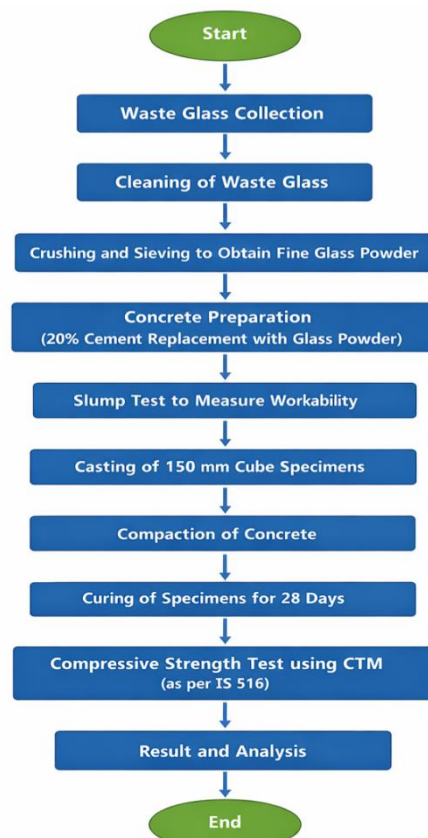 Start
Waste Glass Collection
Cleaning of Waste Glass
Crushing and Sieving to Obtain Fine Glass Powder
Concrete Preparation
(20% Cement Replacement with Glass Powder)
Slump Test to Measure Workability
Casting of 150 mm Cube Specimens
Compaction of Concrete
Curing of Specimens for 28 Days
Compressive Strength Test using CTM
(as per IS 516)
Result and Analysis
End